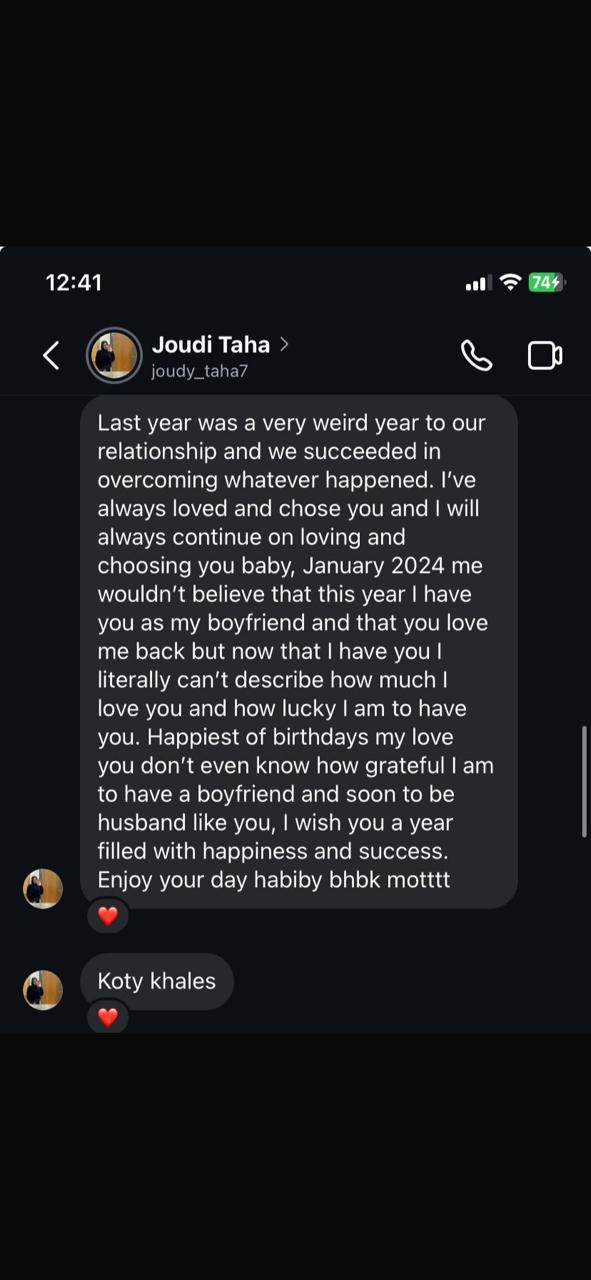 12:41
74
Joudi Taha
joudy_taha7
Last year was a very weird year to our
relationship and we succeeded in
overcoming whatever happened. I’ve
always loved and chose you and I will
always continue on loving and
choosing you baby, January 2024 me
wouldn’t believe that this year I have
you as my boyfriend and that you love
me back but now that I have you I
literally can’t describe how much I
love you and how lucky I am to have
you. Happiest of birthdays my love
you don’t even know how grateful I am
to have a boyfriend and soon to be
husband like you, I wish you a year
filled with happiness and success.
Enjoy your day habiby bhbk motttt
Koty khales